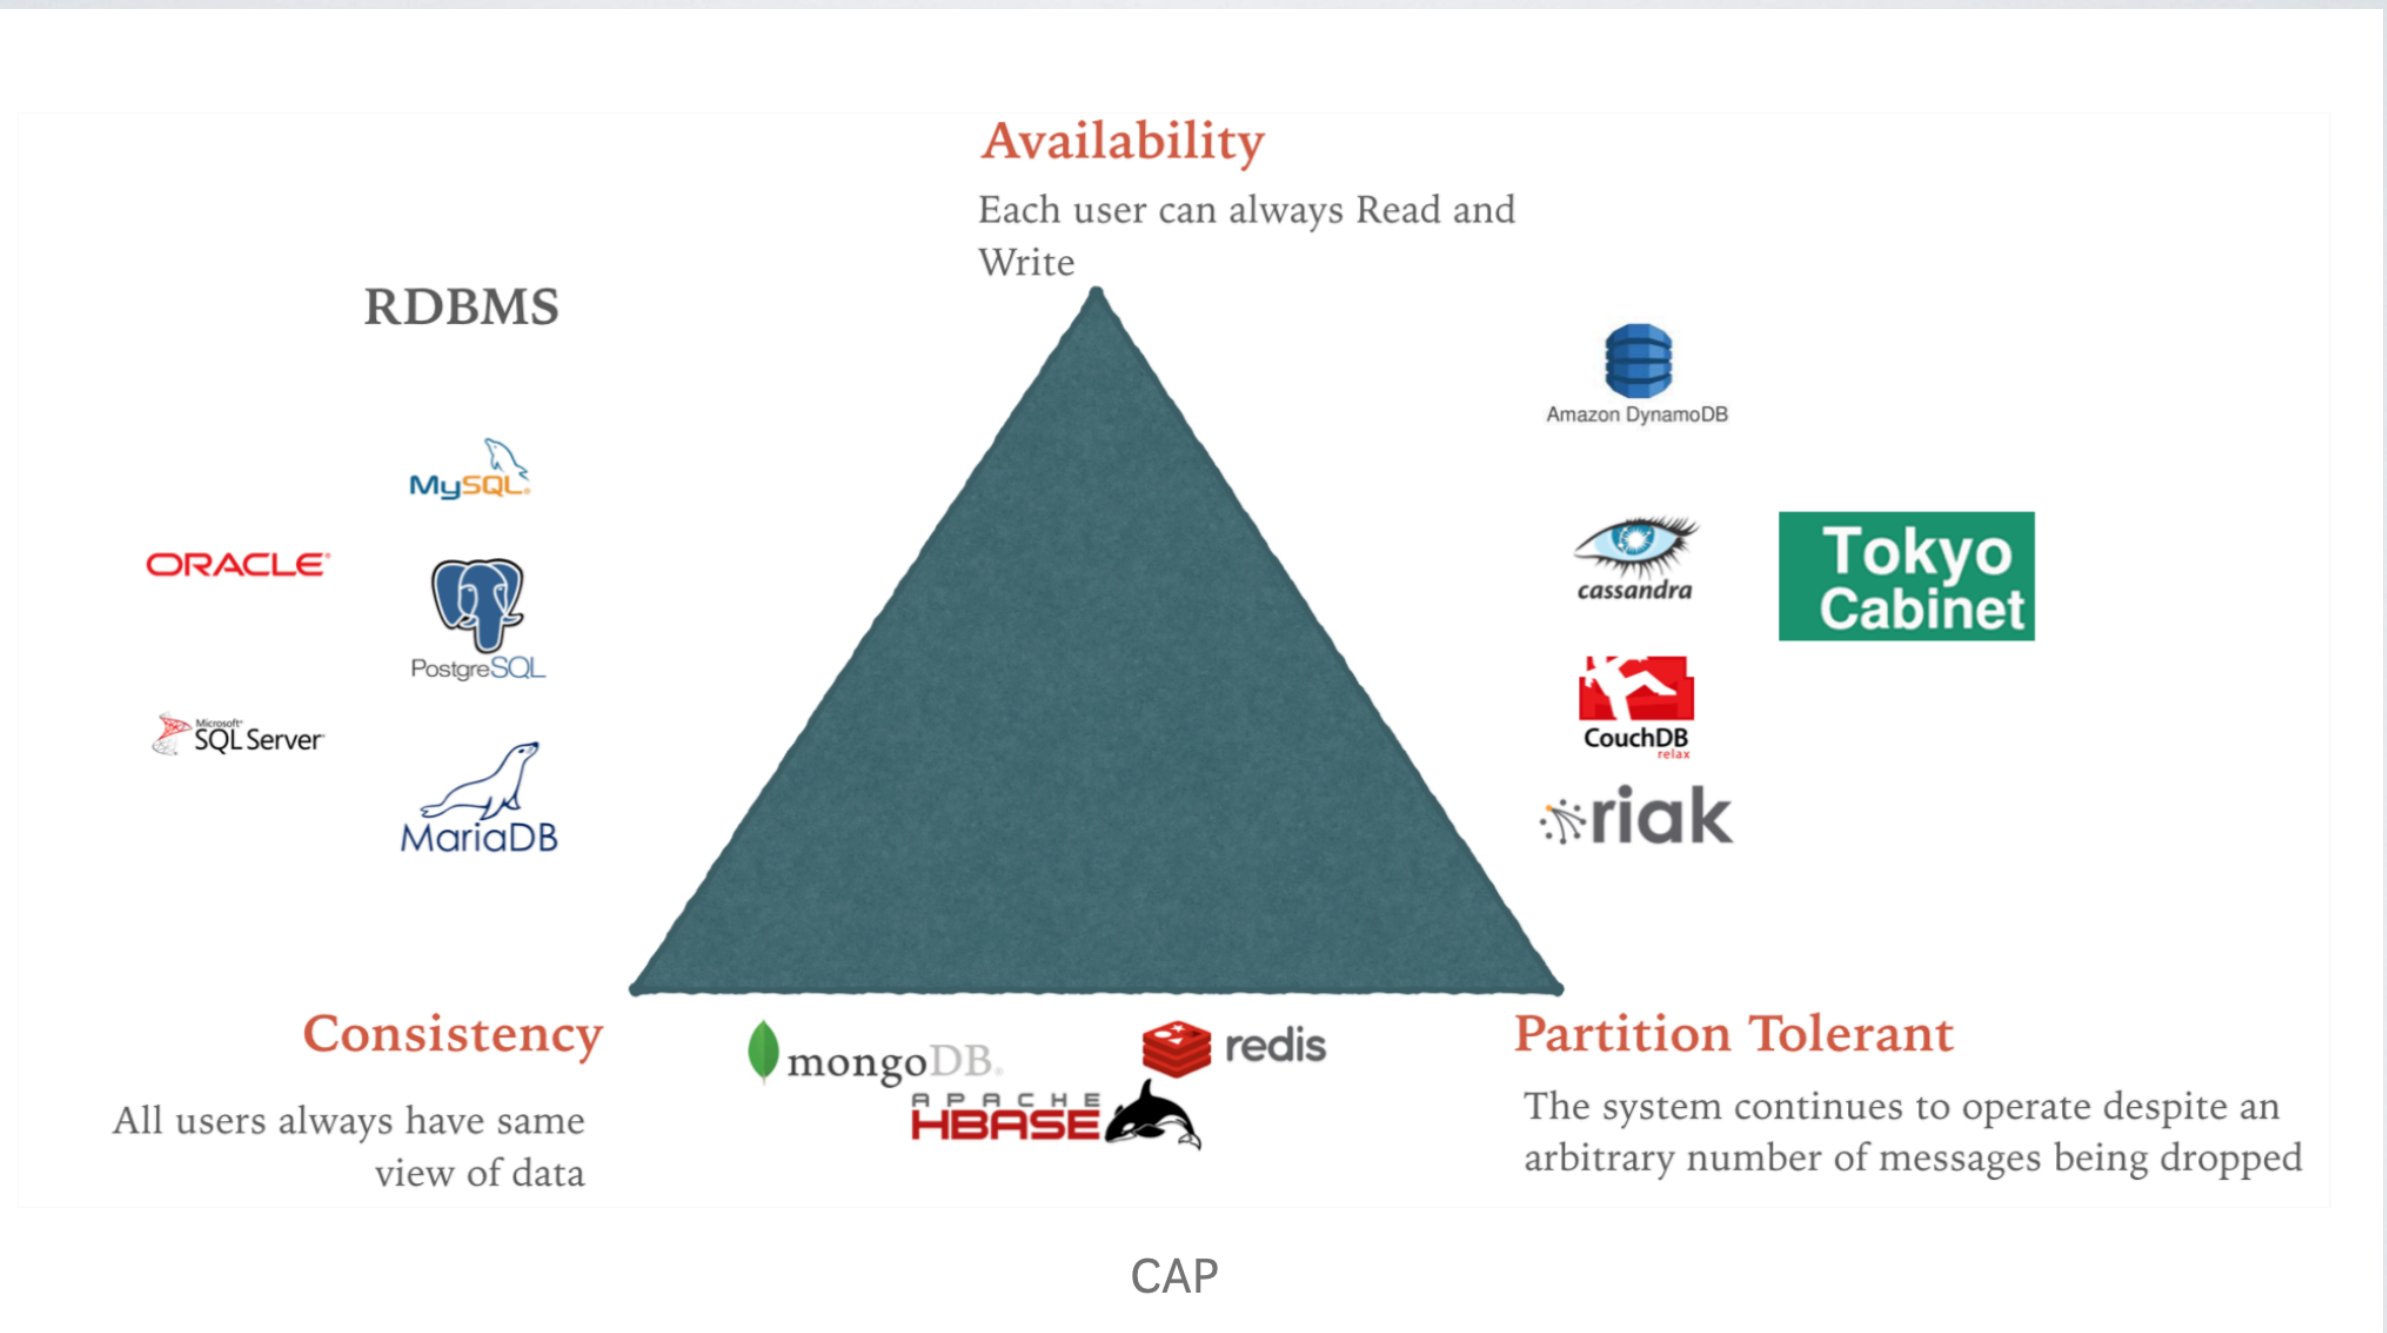 Availability
Each user can always Read and
Write
RDBMS
MySQL®
ORACLE®
PostgreSQL
Microsoft®
SQL Server
MariaDB
Amazon DynamoDB
cassandra
Tokyo
Cabinet
CouchDB
relax
riak
Consistency
All users always have same
view of data
mongoDB®
redis
APACHE
HBASE
Partition Tolerant
The system continues to operate despite an
arbitrary number of messages being dropped
CAP